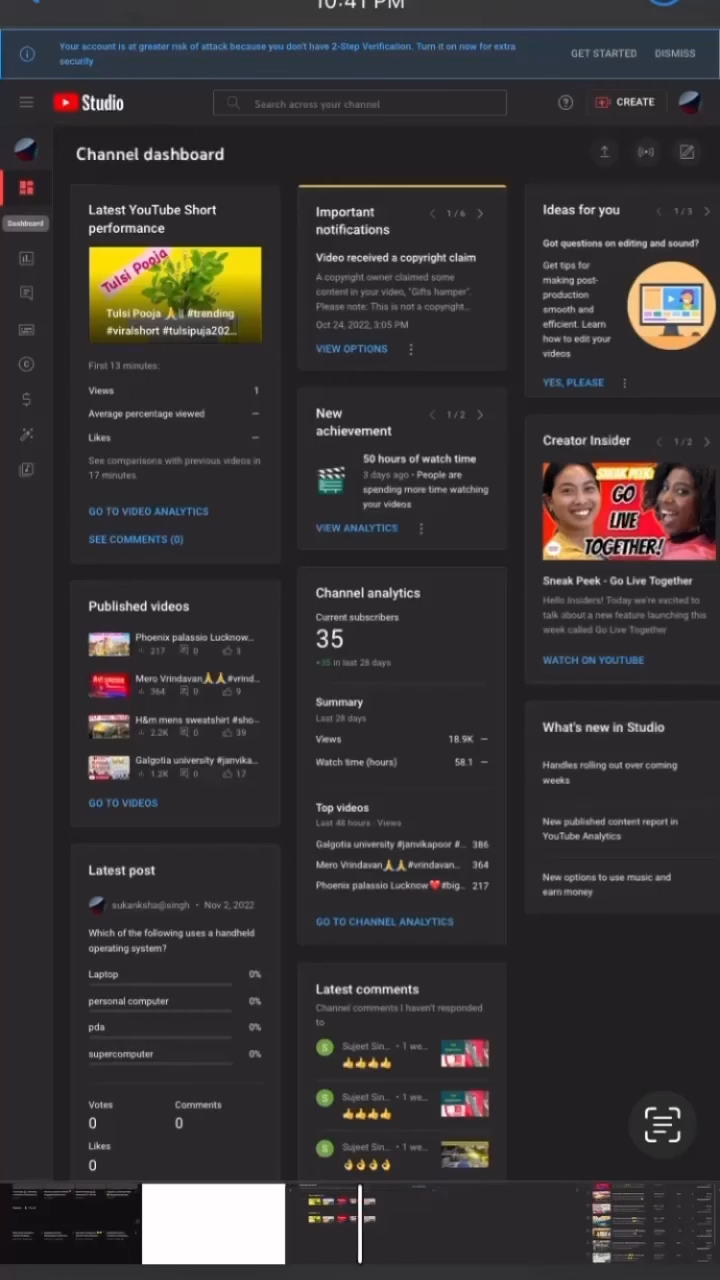 10:41 PM
Your account is at greater risk of attack because you don't have 2-Step Verification. Turn it on now for extra
security
GET STARTED
DISMISS
Studio
Search across your channel
CREATE
Channel dashboard
Dashboard
Latest YouTube Short
performance
Tulsi Pooja
Tulsi Pooja 🙏 #trending
#viralshort #tulsipuja202...
First 13 minutes:
Views 1
Average percentage viewed —
Likes —
See comparisons with previous videos in
17 minutes.
GO TO VIDEO ANALYTICS
SEE COMMENTS (0)
Published videos
Phoenix palassio Lucknow...
217 0 3
Mero Vrindavan🙏🙏#vrind...
364 0 9
H&m mens sweatshirt #sho...
2.2K 0 39
Galgotia university #janvika...
1.2K 0 17
GO TO VIDEOS
Latest post
sukanksha@singh • Nov 2, 2022
Which of the following uses a handheld
operating system?
Laptop 0%
personal computer 0%
pda 0%
supercomputer 0%
Votes Comments
0 0
Likes
0
Important
notifications
1/6
Video received a copyright claim
A copyright owner claimed some
content in your video, "Gifts hamper".
Please note: This is not a copyright...
Oct 24, 2022, 3:05 PM
VIEW OPTIONS
New
achievement
1/2
50 hours of watch time
3 days ago • People are
spending more time watching
your videos
VIEW ANALYTICS
Channel analytics
Current subscribers
35
+35 in last 28 days
Summary
Last 28 days
Views 18.9K —
Watch time (hours) 58.1 —
Top videos
Last 48 hours · Views
Galgotia university #janvikapoor #... 386
Mero Vrindavan🙏🙏#vrindavan... 364
Phoenix palassio Lucknow❤️#big... 217
GO TO CHANNEL ANALYTICS
Latest comments
Channel comments I haven't responded
to
S Sujeet Sin... • 1 we...
👍👍👍👍
S Sujeet Sin... • 1 we...
👍👍👍👍
S Sujeet Sin... • 1 we...
👌👌👌👌
Ideas for you
1/3
Got questions on editing and sound?
Get tips for
making post-
production
smooth and
efficient. Learn
how to edit your
videos
YES, PLEASE
Creator Insider
1/2
SNEAK PEEK:
GO
LIVE
TOGETHER!
Sneak Peek - Go Live Together
Hello Insiders! Today we're excited to
talk about a new feature launching this
week called Go Live Together
WATCH ON YOUTUBE
What's new in Studio
Handles rolling out over coming
weeks
New published content report in
YouTube Analytics
New options to use music and
earn money